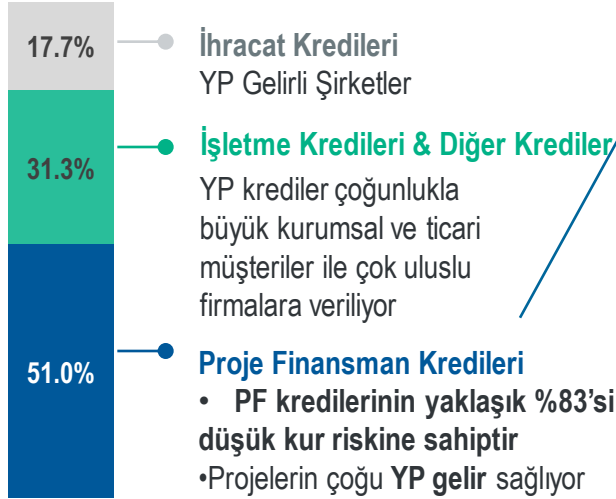 17.7%
İhracat Kredileri
YP Gelirli Şirketler
31.3%
İşletme Kredileri & Diğer Krediler
YP krediler çoğunlukla
büyük kurumsal ve ticari
müşteriler ile çok uluslu
firmalara veriliyor
51.0%
Proje Finansman Kredileri
• PF kredilerinin yaklaşık %83’si
düşük kur riskine sahiptir
•Projelerin çoğu YP gelir sağlıyor